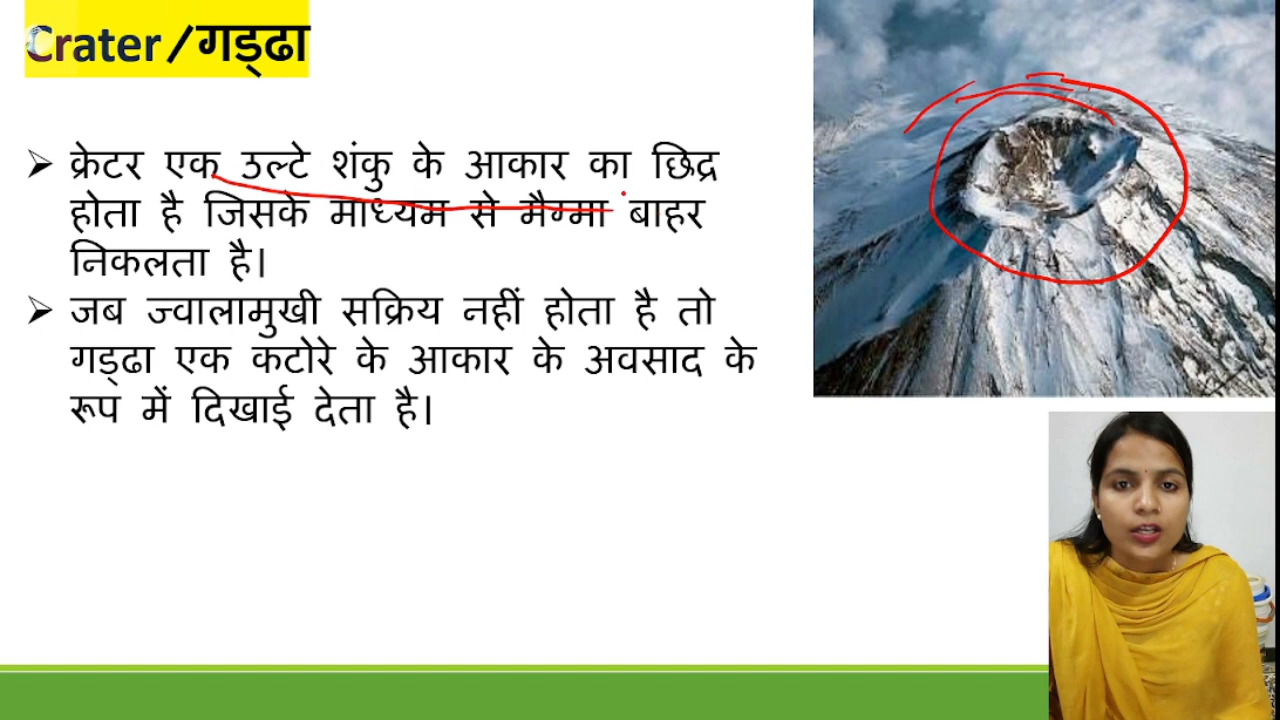 Crater/गड्ढा
क्रेटर एक उल्टे शंकु के आकार का छिद्र
होता है जिसके माध्यम से मैग्मा बाहर
निकलता है।
जब ज्वालामुखी सक्रिय नहीं होता है तो
गड्ढा एक कटोरे के आकार के अवसाद के
रूप में दिखाई देता है।